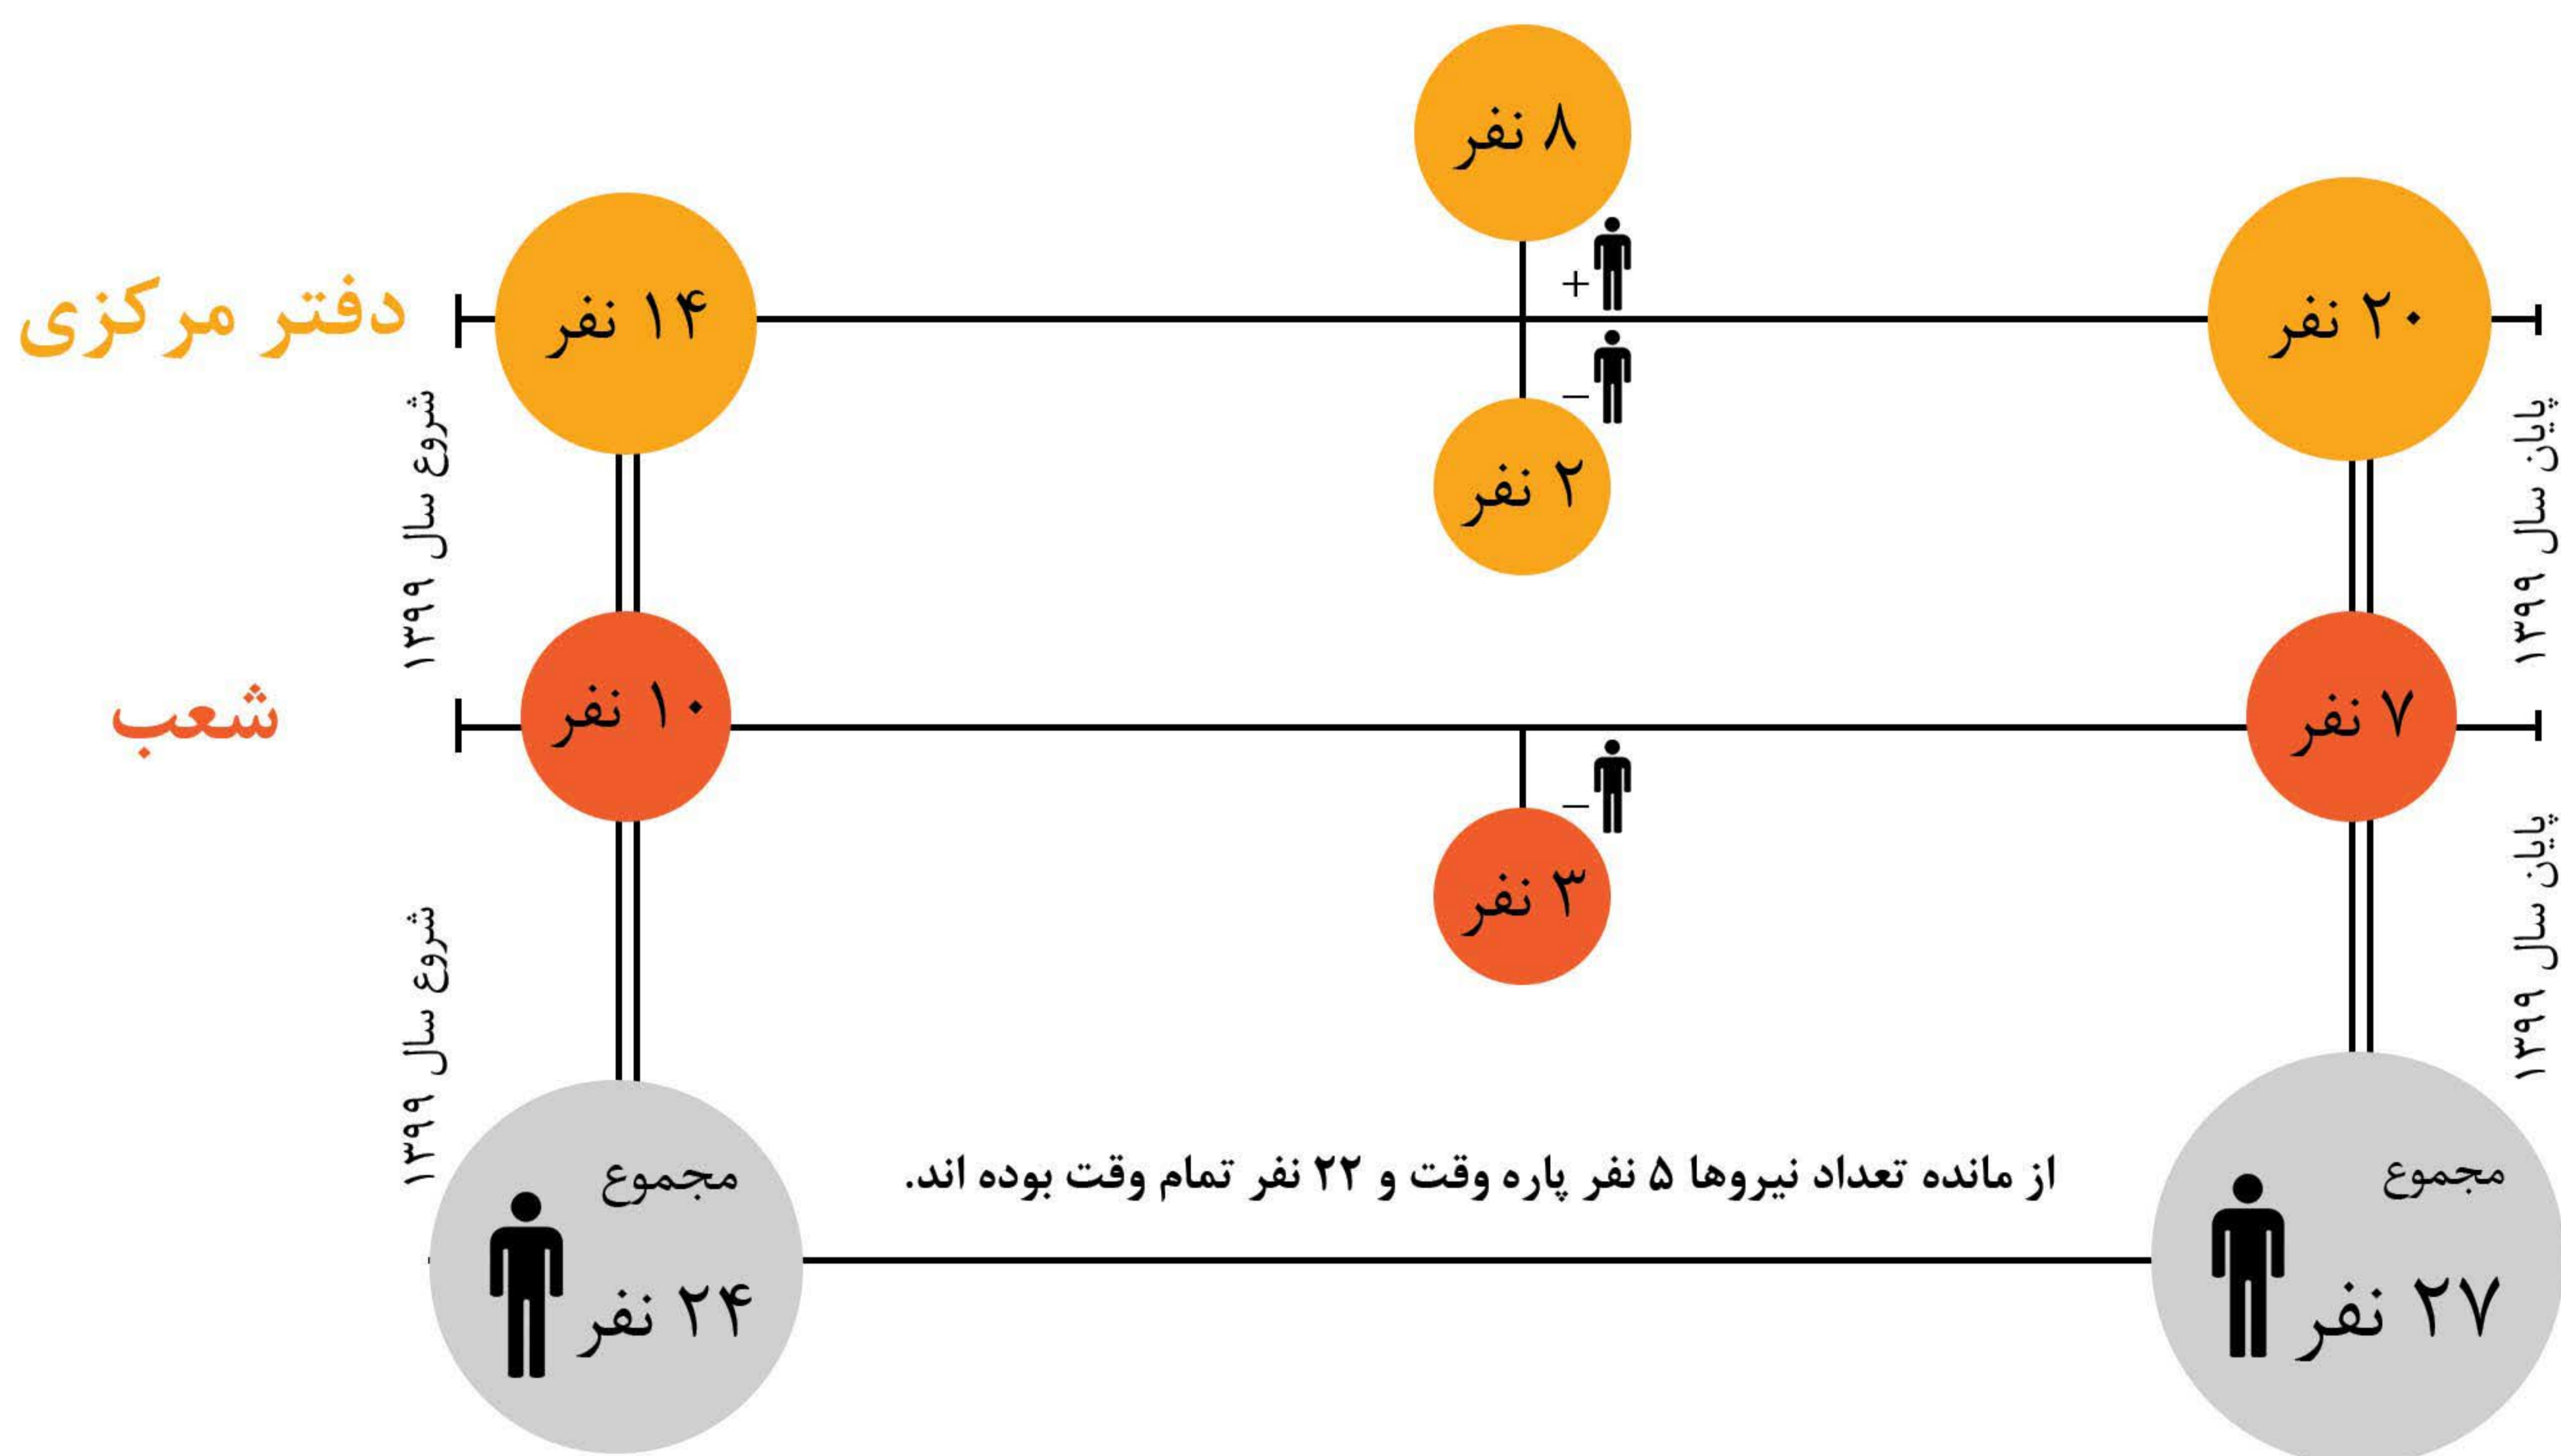 ۸ نفر
+
دفتر مرکزی
۱۴ نفر
۲۰ نفر
–
۲ نفر
شروع سال ۱۳۹۹
پایان سال ۱۳۹۹
شعب
۱۰ نفر
۷ نفر
–
۳ نفر
شروع سال ۱۳۹۹
پایان سال ۱۳۹۹
مجموع
۲۴ نفر
از مانده تعداد نیروها ۵ نفر پاره وقت و ۲۲ نفر تمام وقت بوده اند.
مجموع
۲۷ نفر